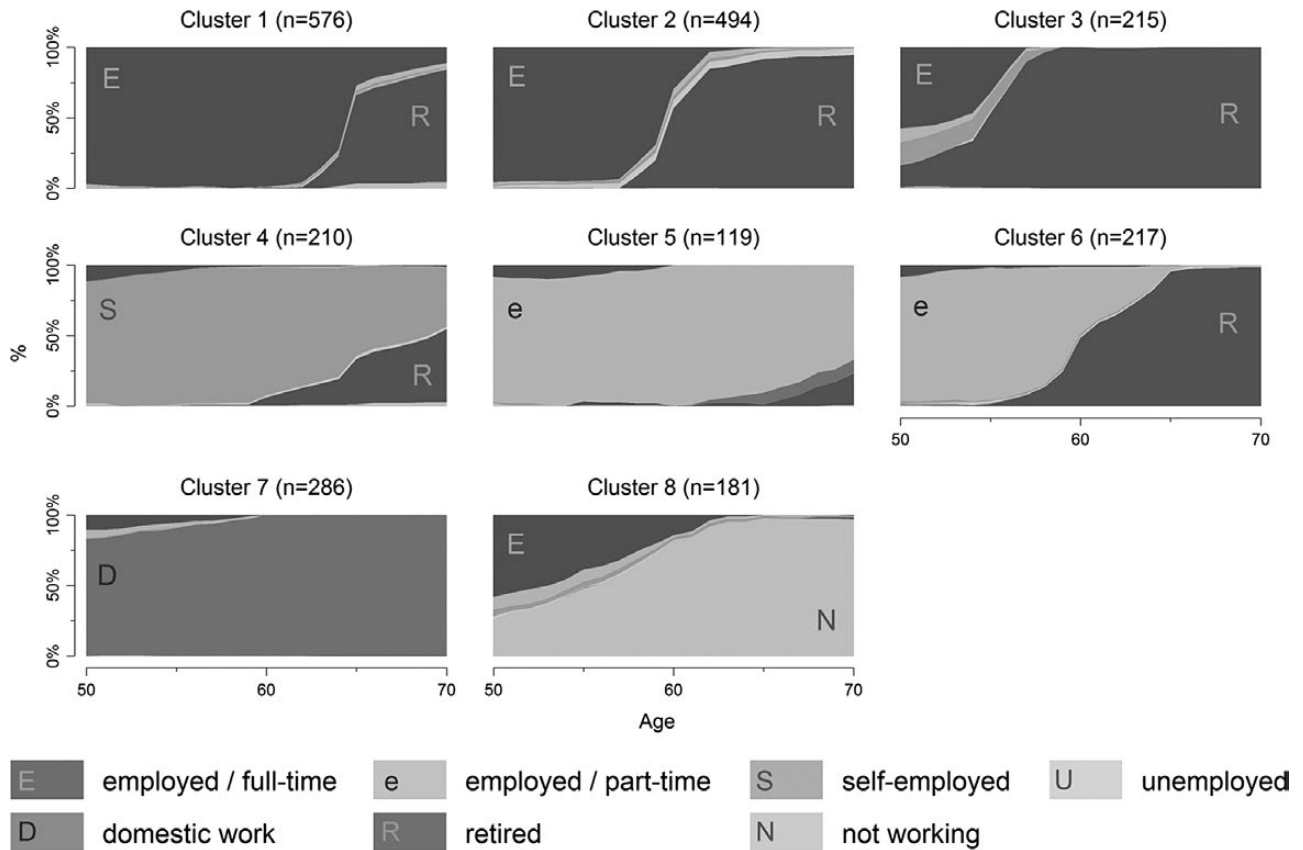 Cluster 1 (n=576) Cluster 2 (n=494) Cluster 3 (n=215)
100% E R E R E R
50%
0%
Cluster 4 (n=210) Cluster 5 (n=119) Cluster 6 (n=217)
100% S R e e R
% 50%
0%
50 60 70
Cluster 7 (n=286) Cluster 8 (n=181)
100% D E N
50%
0%
50 60 70 50 60 70
Age
E employed / full-time e employed / part-time S self-employed U unemployed
D domestic work R retired N not working